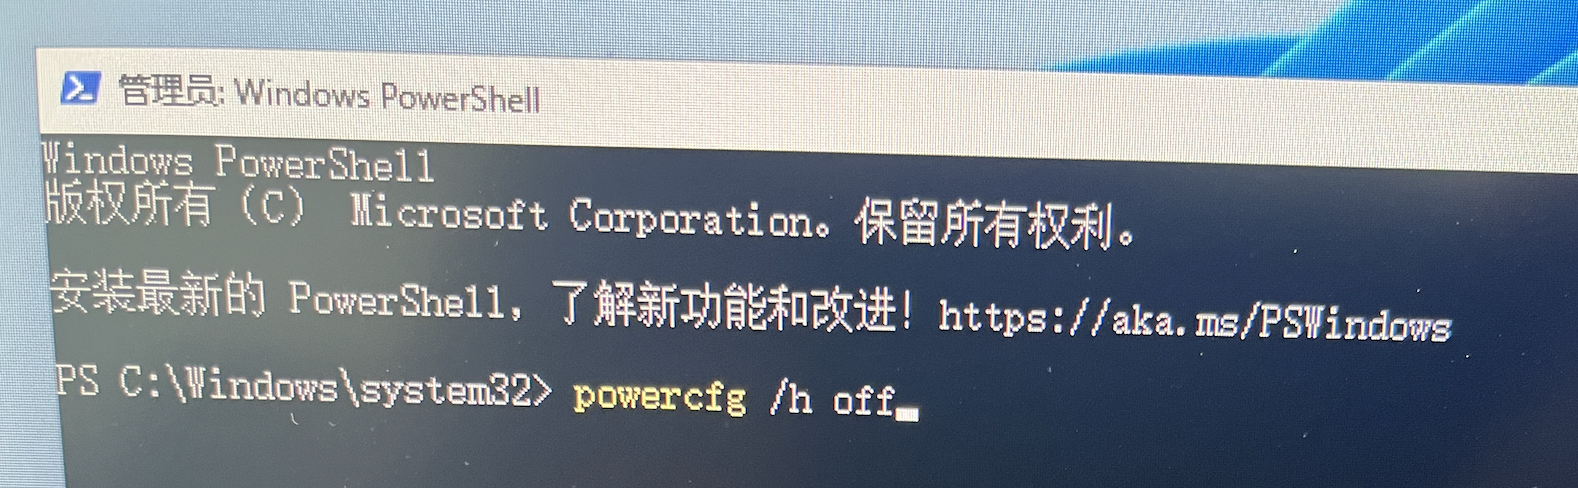 管理员: Windows PowerShell
Windows PowerShell
版权所有 (C) Microsoft Corporation。保留所有权利。
安装最新的 PowerShell，了解新功能和改进！https://aka.ms/PSWindows
PS C:\Windows\system32> powercfg /h off